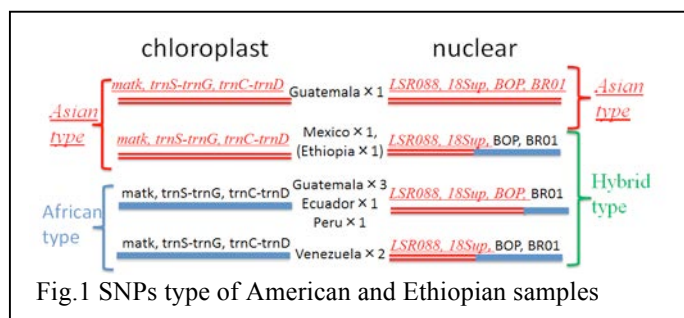 chloroplast nuclear
matk, trnS-trnG, trnC-trnD Guatemala × 1 LSR088, 18Sup, BOP, BR01
Asian type
Asian type
matk, trnS-trnG, trnC-trnD Mexico × 1, (Ethiopia × 1) LSR088, 18Sup, BOP, BR01
African type
matk, trnS-trnG, trnC-trnD Guatemala × 3 Ecuador × 1 Peru × 1 LSR088, 18Sup, BOP, BR01
Hybrid type
matk, trnS-trnG, trnC-trnD Venezuela × 2 LSR088, 18Sup, BOP, BR01
Fig.1 SNPs type of American and Ethiopian samples